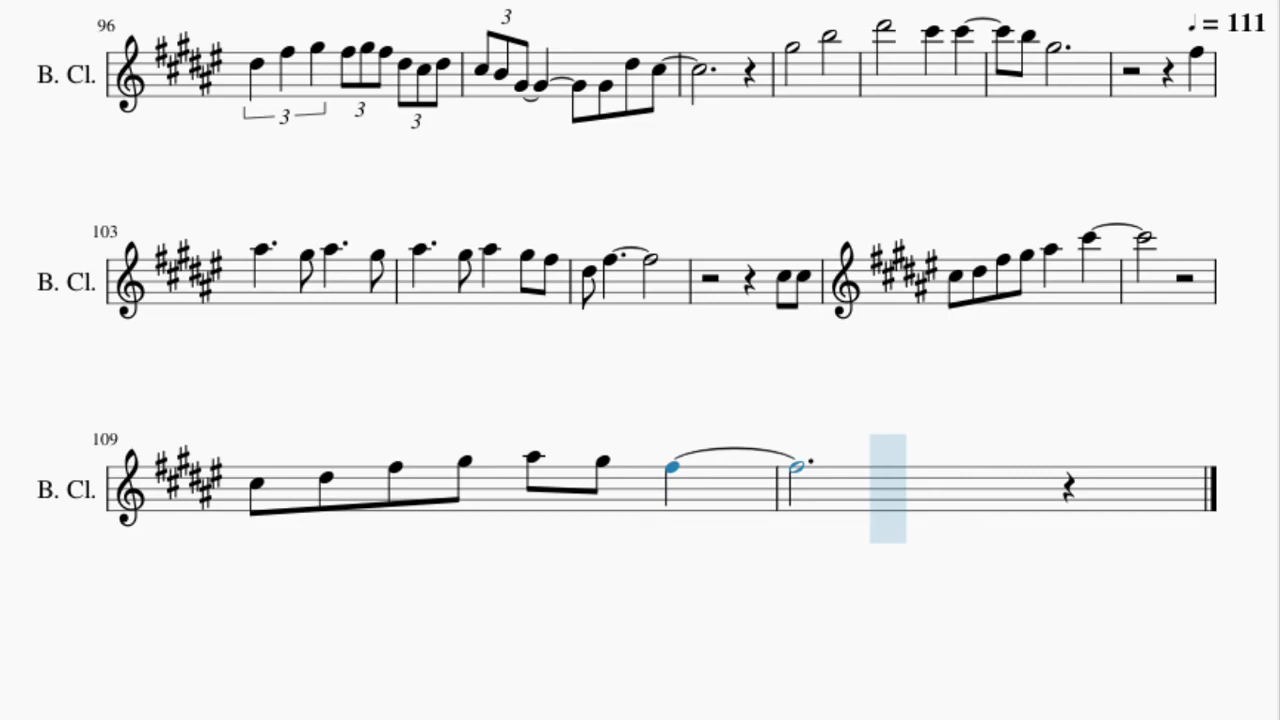 96
3
♩ = 111
B. Cl.
3
3
3
103
B. Cl.
109
B. Cl.